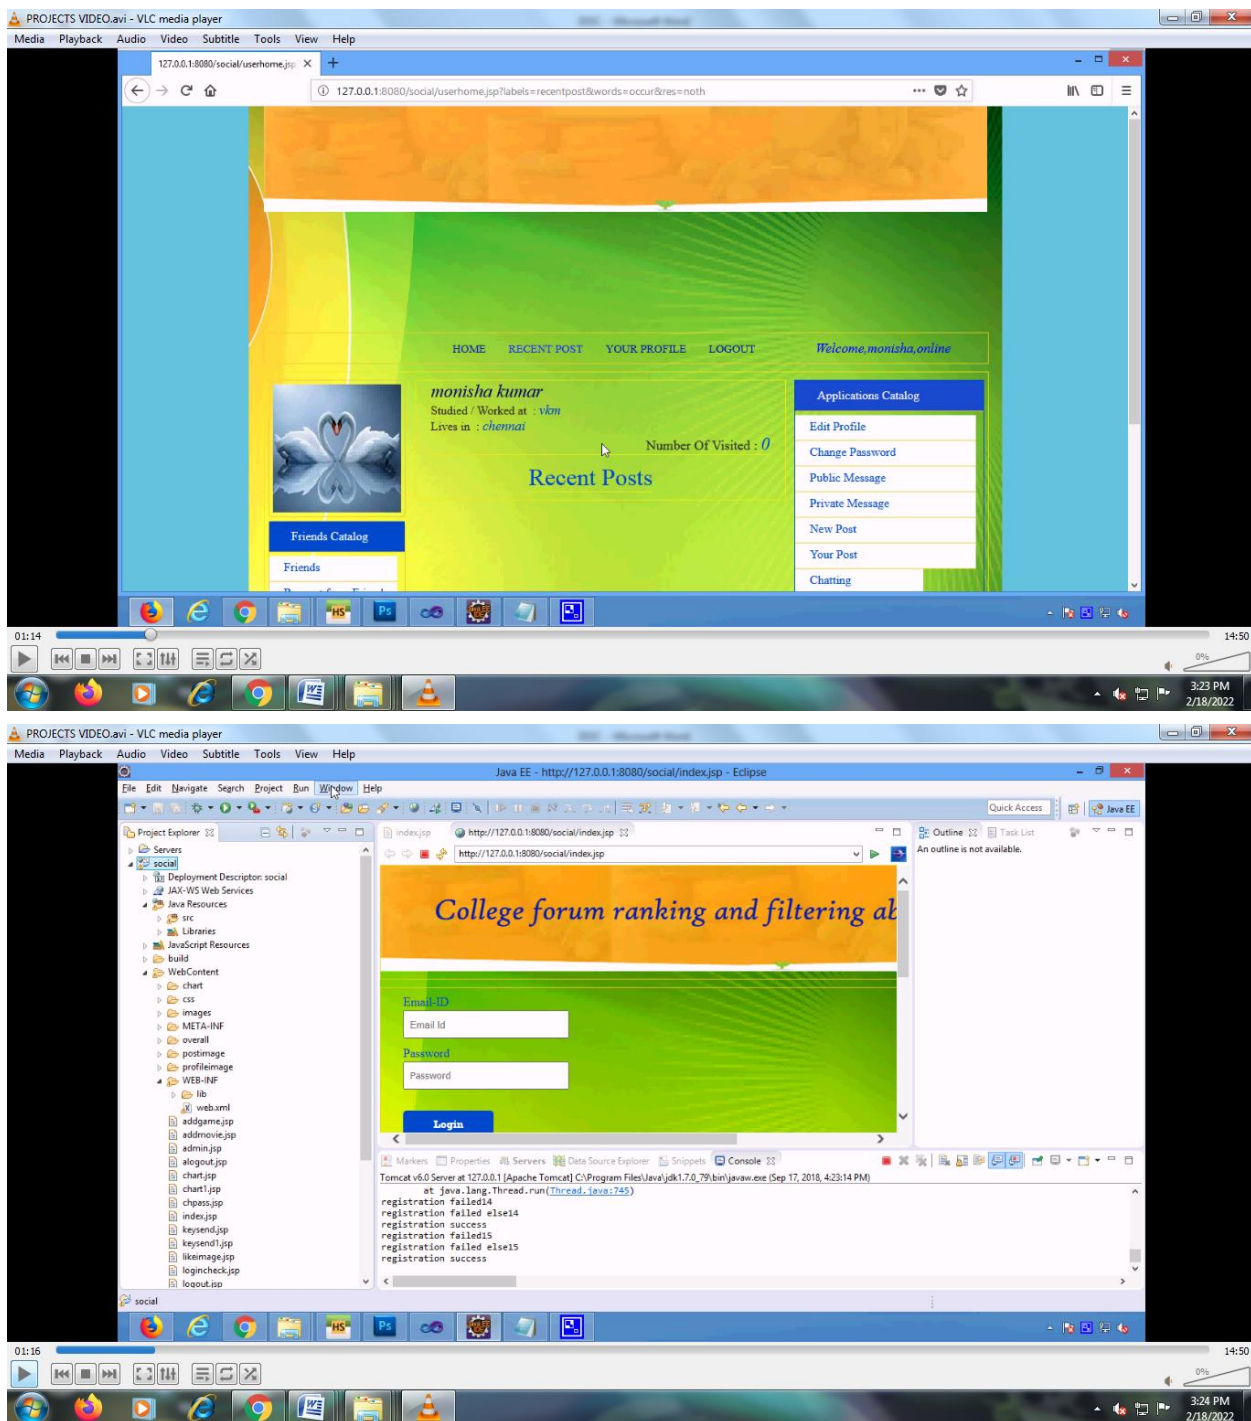 PROJECTS VIDEO.avi - VLC media player
Media Playback Audio Video Subtitle Tools View Help
127.0.0.1:8080/social/userhome.jsp
127.0.0.1:8080/social/userhome.jsp?labels=recentpost&words=occur&res=noth
HOME RECENT POST YOUR PROFILE LOGOUT Welcome,monisha,online
monisha kumar
Studied / Worked at : vkm
Lives in : chennai
Number Of Visited : 0
Recent Posts
Friends Catalog
Friends
Applications Catalog
Edit Profile
Change Password
Public Message
Private Message
New Post
Your Post
Chatting
HS
Ps
01:14 14:50
0%
3:23 PM
2/18/2022
PROJECTS VIDEO.avi - VLC media player
Media Playback Audio Video Subtitle Tools View Help
Java EE - http://127.0.0.1:8080/social/index.jsp - Eclipse
File Edit Navigate Search Project Run Window Help
Quick Access Java EE
Project Explorer
Servers
social
Deployment Descriptor: social
JAX-WS Web Services
Java Resources
src
Libraries
JavaScript Resources
build
WebContent
chart
css
images
META-INF
overall
postimage
profileimage
WEB-INF
lib
web.xml
addgame.jsp
addmovie.jsp
admin.jsp
alogout.jsp
chart.jsp
chart1.jsp
chpass.jsp
index.jsp
keysend.jsp
keysend1.jsp
likeimage.jsp
logincheck.jsp
logout.jsp
index.jsp http://127.0.0.1:8080/social/index.jsp
http://127.0.0.1:8080/social/index.jsp
College forum ranking and filtering ab
Email-ID
Email Id
Password
Password
Login
Outline Task List
An outline is not available.
Markers Properties Servers Data Source Explorer Snippets Console
Tomcat v6.0 Server at 127.0.0.1 [Apache Tomcat] C:\Program Files\Java\jdk1.7.0_79\bin\javaw.exe (Sep 17, 2018, 4:23:14 PM)
at java.lang.Thread.run(Thread.java:745)
registration failed14
registration failed else14
registration success
registration failed15
registration failed else15
registration success
social
HS
Ps
01:16 14:50
0%
3:24 PM
2/18/2022